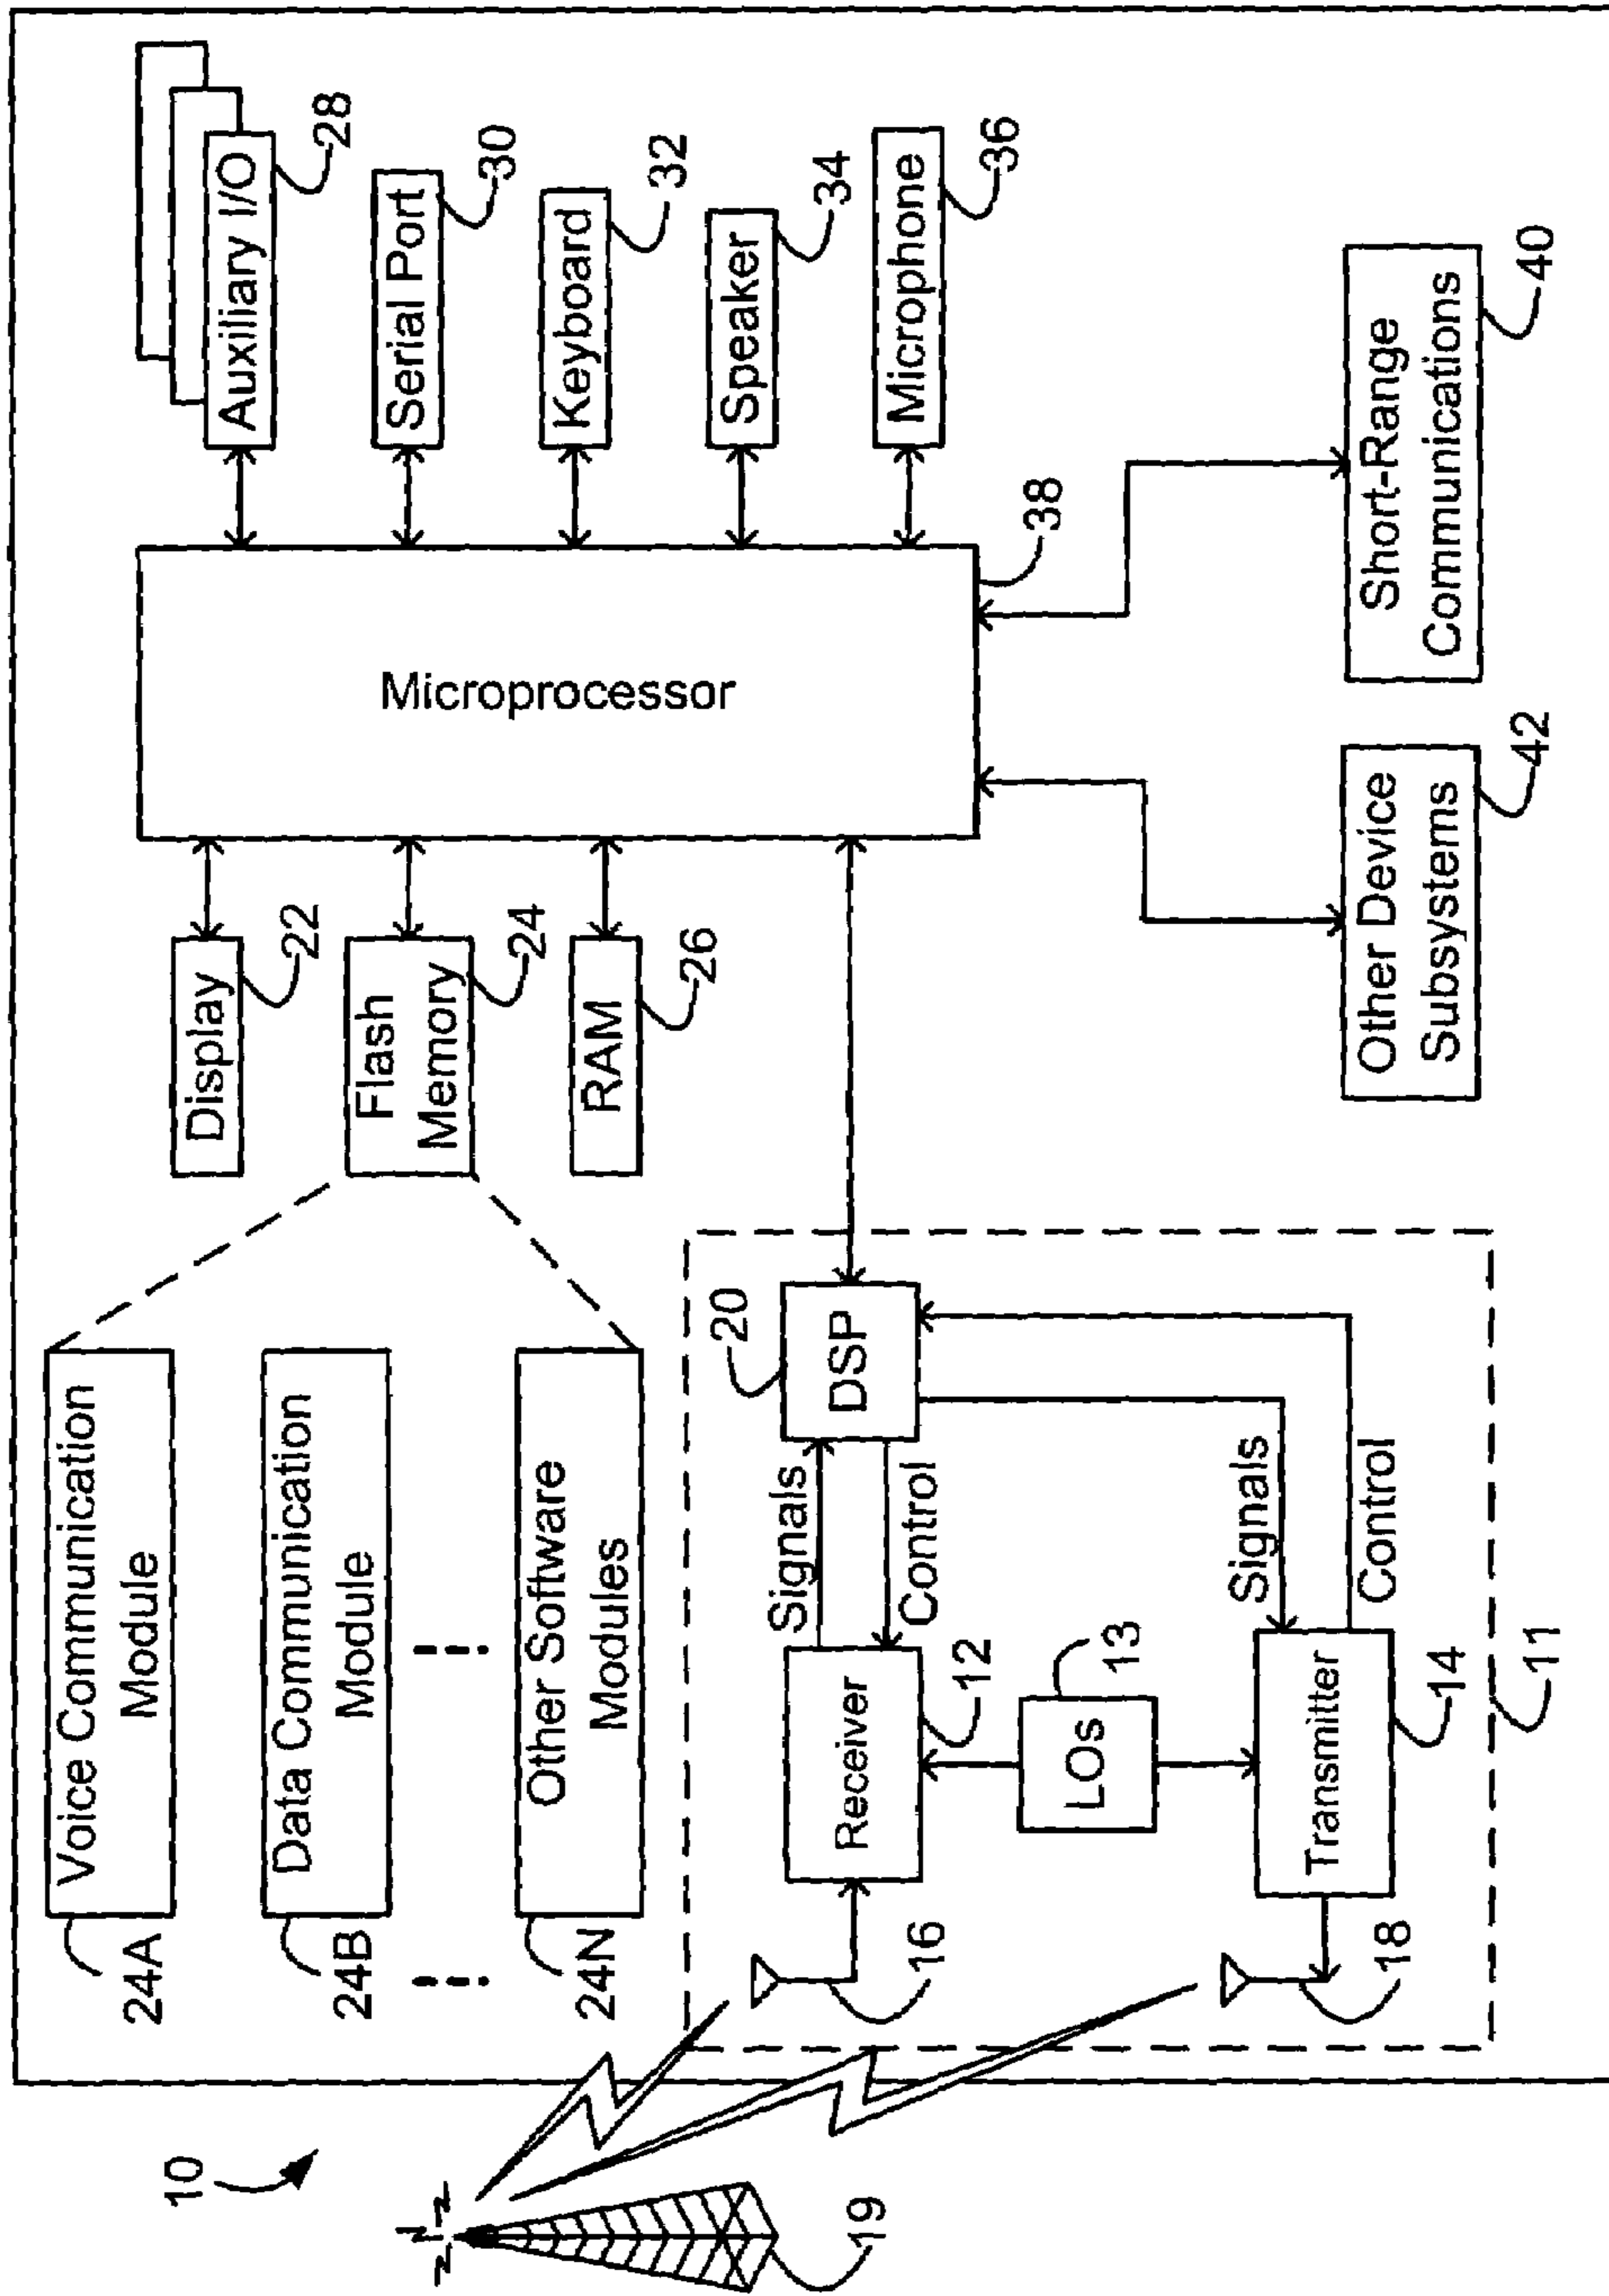 10
19
Voice Communication
Module
24A
Data Communication
Module
24B
Other Software
Modules
24N
Display
22
Flash
Memory
24
RAM
26
Microprocessor
38
Auxiliary I/O
28
Serial Port
30
Keyboard
32
Speaker
34
Microphone
36
Short-Range
Communications
40
Other Device
Subsystems
42
DSP
20
Signals
Control
Receiver
12
16
LOs
13
Signals
Control
Transmitter
14
18
11